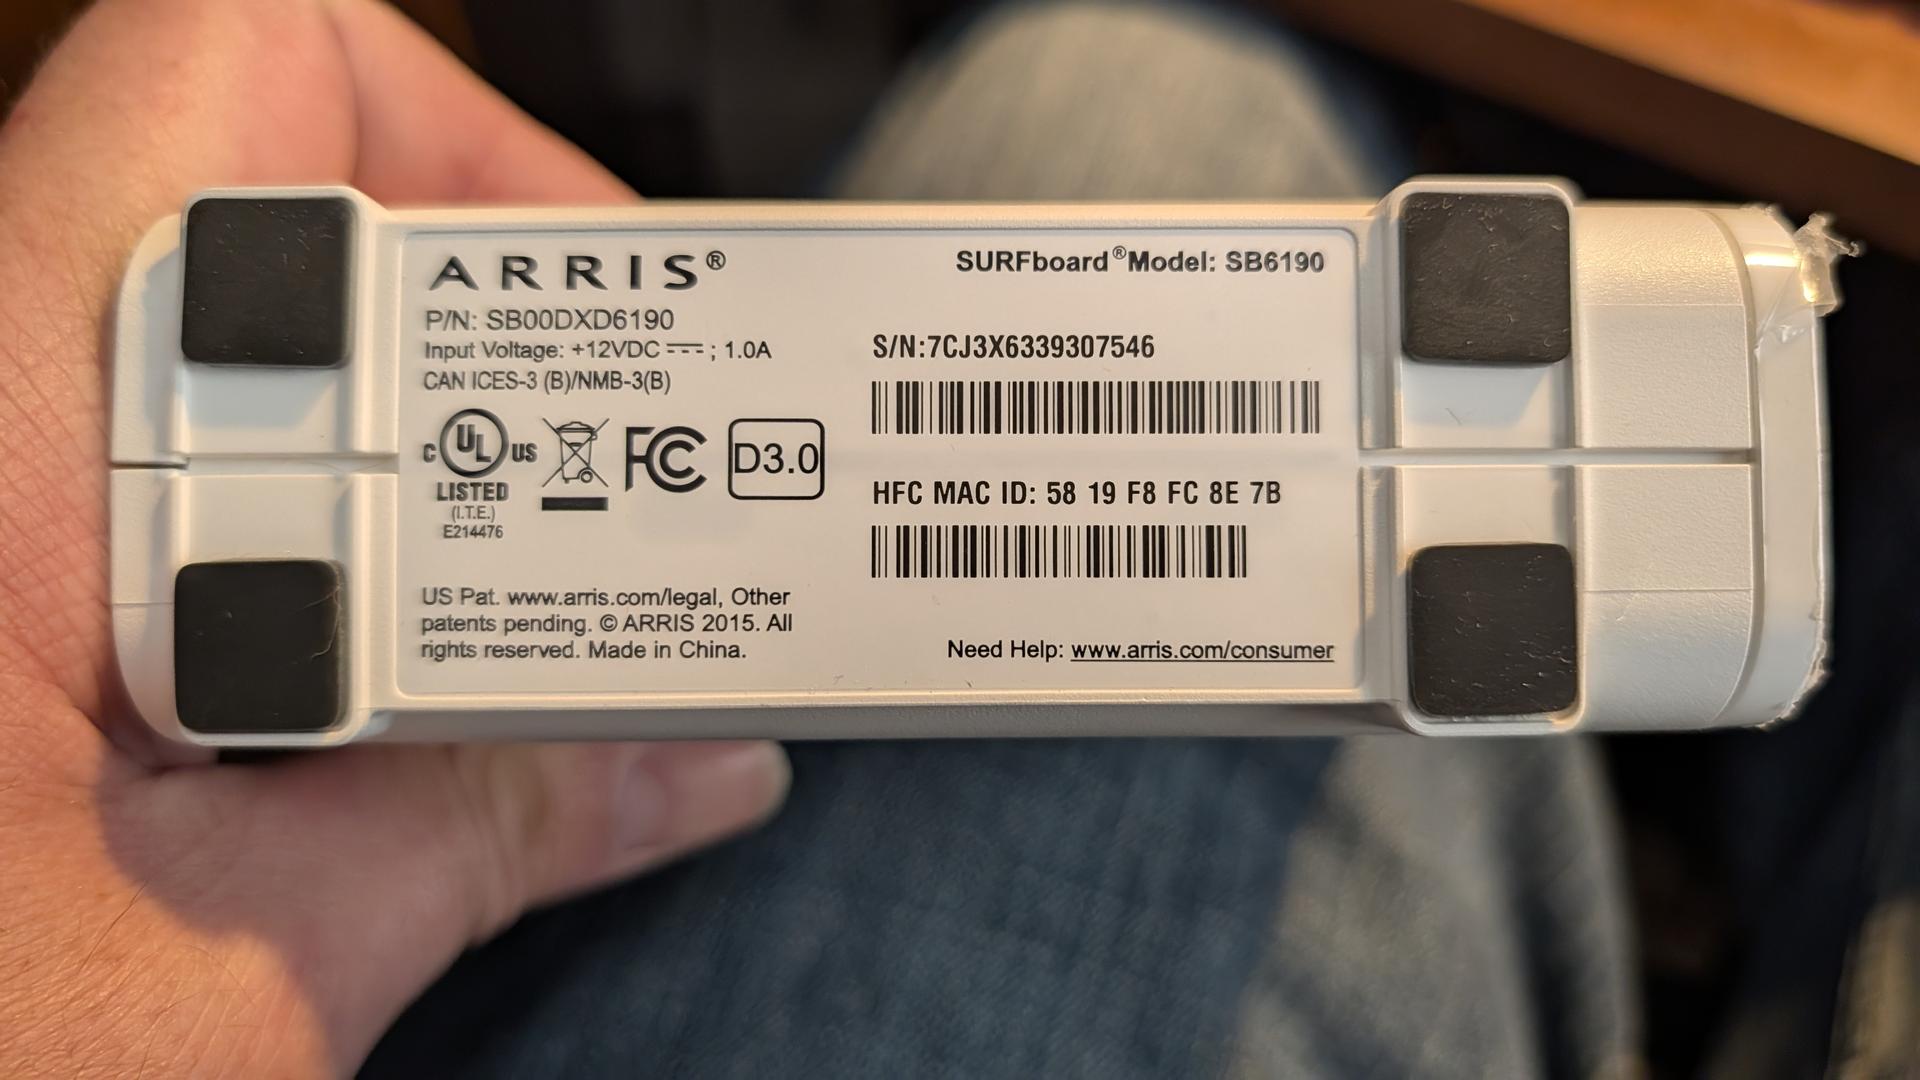 ARRIS®
P/N: SB00DXD6190
Input Voltage: +12VDC ⎓ ; 1.0A
CAN ICES-3 (B)/NMB-3(B)
C UL US
LISTED
(I.T.E.)
E214476
FC
D3.0
US Pat. www.arris.com/legal, Other
patents pending. © ARRIS 2015. All
rights reserved. Made in China.
SURFboard® Model: SB6190
S/N:7CJ3X6339307546
HFC MAC ID: 58 19 F8 FC 8E 7B
Need Help: www.arris.com/consumer